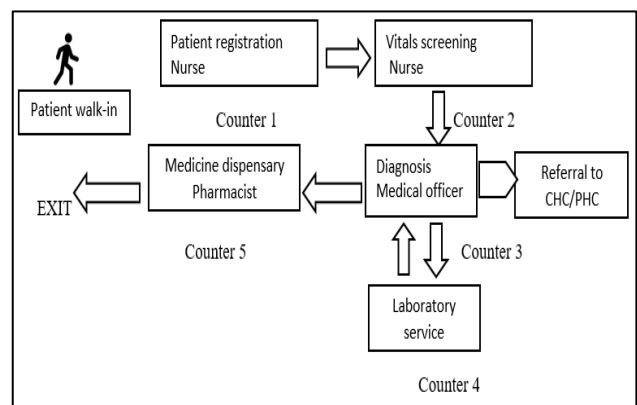 Patient registration
Nurse
Vitals screening
Nurse
Patient walk-in
Counter 1
Counter 2
Medicine dispensary
Pharmacist
Diagnosis
Medical officer
Referral to
CHC/PHC
EXIT
Counter 5
Counter 3
Laboratory
service
Counter 4